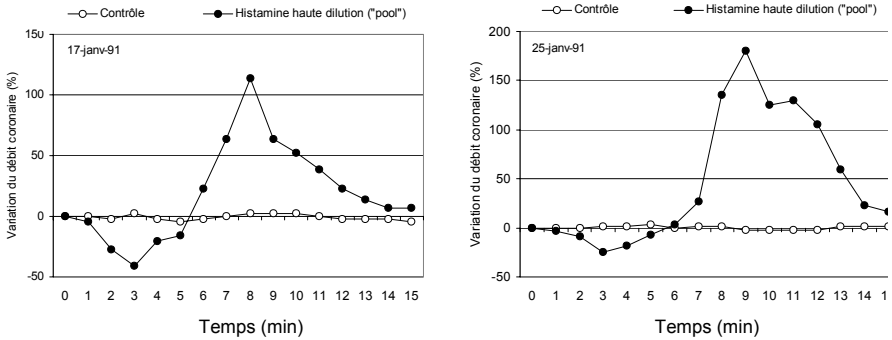 Contrôle Histamine haute dilution ("pool")
Variation du débit coronaire (%)
17-janv-91
150
100
50
0
-50
0 1 2 3 4 5 6 7 8 9 10 11 12 13 14 15
Temps (min)
Contrôle Histamine haute dilution ("pool")
Variation du débit coronaire (%)
25-janv-91
200
150
100
50
0
-50
0 1 2 3 4 5 6 7 8 9 10 11 12 13 14
Temps (min)